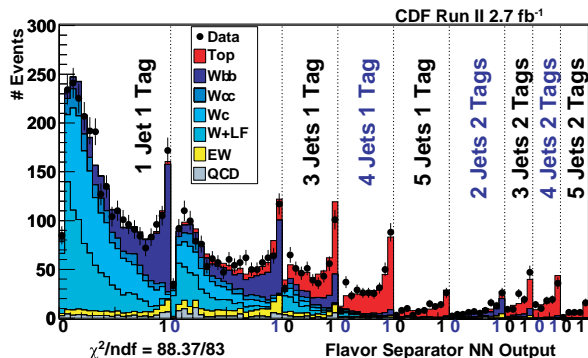 CDF Run II 2.7 fb⁻¹
# Events
300
250
200
150
100
50
0
Data
Top
Wbb
Wcc
Wc
W+LF
EW
QCD
1 Jet 1 Tag
3 Jets 1 Tag
4 Jets 1 Tag
5 Jets 1 Tag
2 Jets 2 Tags
3 Jets 2 Tags
4 Jets 2 Tags
5 Jets 2 Tags
0 10 10 10 10 10 10 10 1 0 1
χ²/ndf = 88.37/83
Flavor Separator NN Output